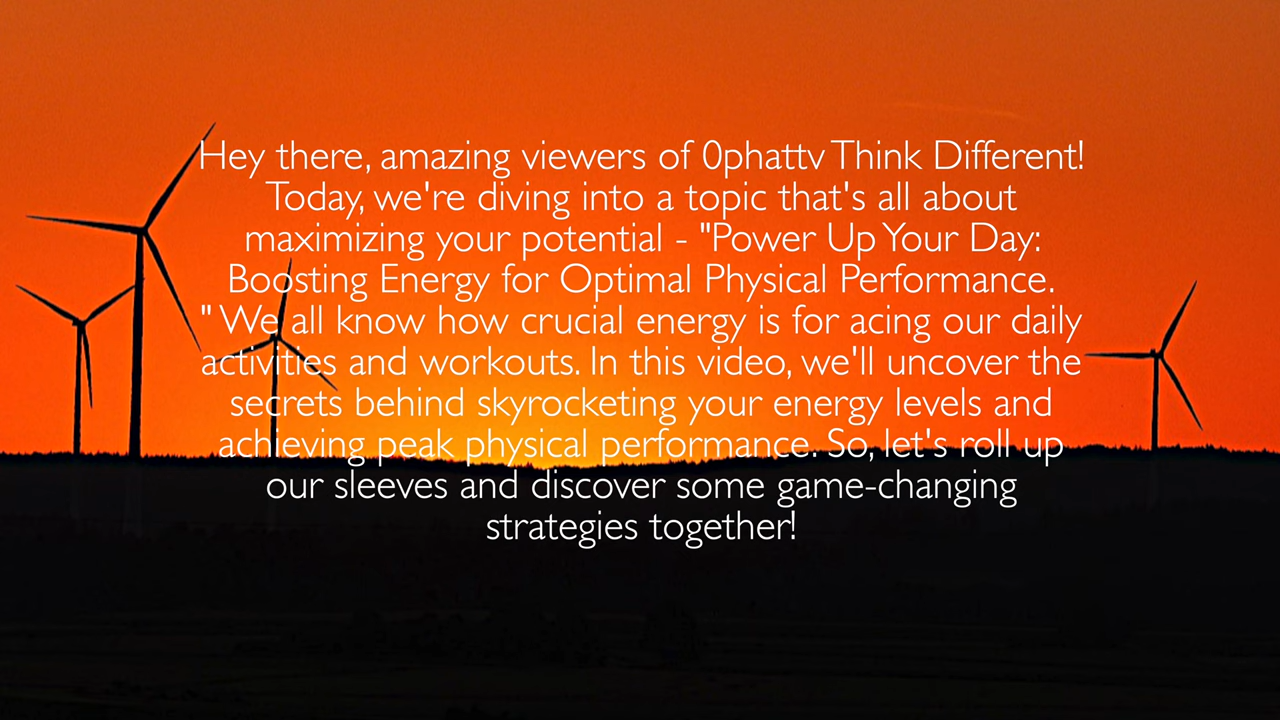 Hey there, amazing viewers of 0phattv Think Different!
Today, we're diving into a topic that's all about
maximizing your potential - "Power Up Your Day:
Boosting Energy for Optimal Physical Performance.
" We all know how crucial energy is for acing our daily
activities and workouts. In this video, we'll uncover the
secrets behind skyrocketing your energy levels and
achieving peak physical performance. So, let's roll up
our sleeves and discover some game-changing
strategies together!